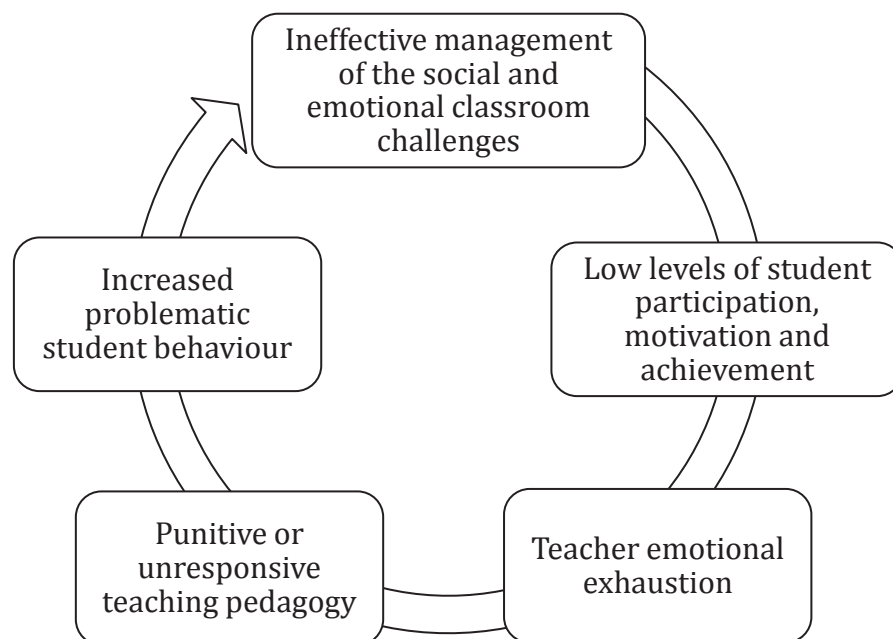 Ineffective management
of the social and
emotional classroom
challenges
Low levels of student
participation,
motivation and
achievement
Teacher emotional
exhaustion
Punitive or
unresponsive
teaching pedagogy
Increased
problematic
student behaviour